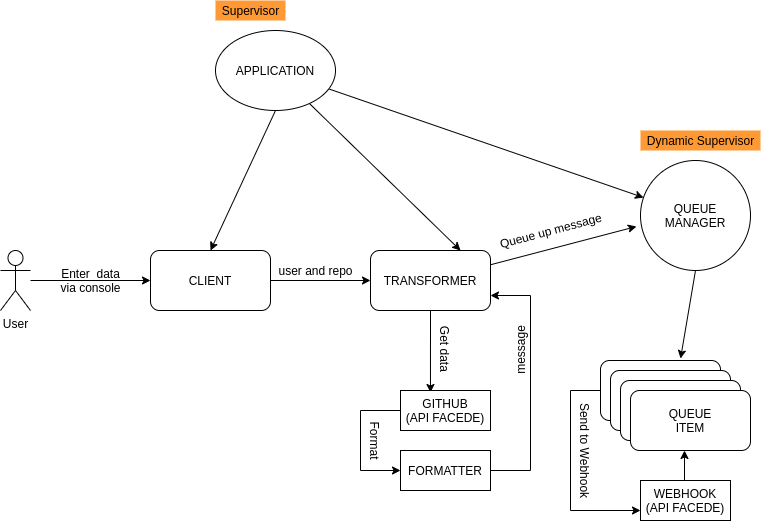 Supervisor
APPLICATION
Dynamic Supervisor
QUEUE
MANAGER
Queue up message
Enter data
via console
User
CLIENT
user and repo
TRANSFORMER
Get data
message
GITHUB
(API FACEDE)
Format
FORMATTER
QUEUE
ITEM
Send to Webhook
WEBHOOK
(API FACEDE)